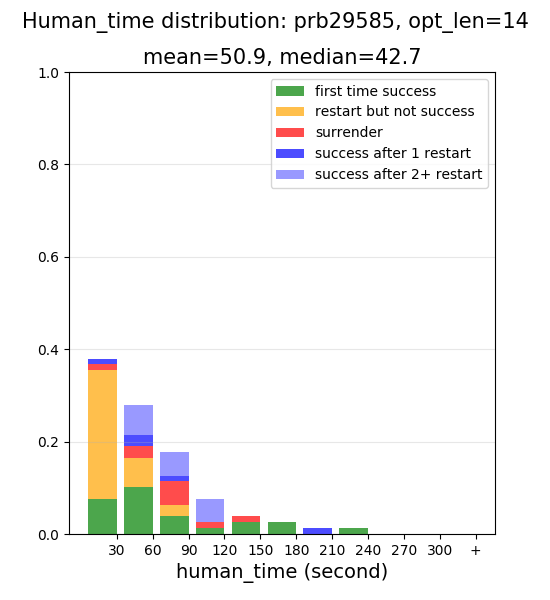 Human_time distribution: prb29585, opt_len=14
mean=50.9, median=42.7
1.0
0.8
0.6
0.4
0.2
0.0
first time success
restart but not success
surrender
success after 1 restart
success after 2+ restart
30 60 90 120 150 180 210 240 270 300 +
human_time (second)